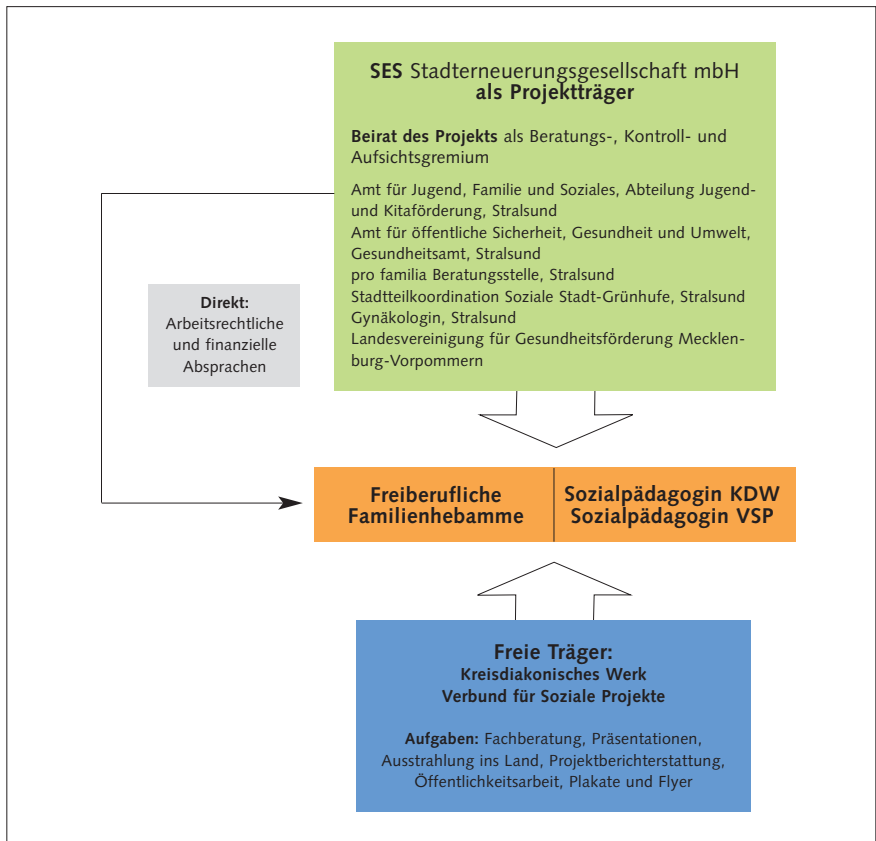 SES Stadterneuerungsgesellschaft mbH
als Projektträger
Beirat des Projekts als Beratungs-, Kontroll- und
Aufsichtsgremium
Amt für Jugend, Familie und Soziales, Abteilung Jugend-
und Kitaförderung, Stralsund
Amt für öffentliche Sicherheit, Gesundheit und Umwelt,
Gesundheitsamt, Stralsund
pro familia Beratungsstelle, Stralsund
Stadtteilkoordination Soziale Stadt-Grünhufe, Stralsund
Gynäkologin, Stralsund
Landesvereinigung für Gesundheitsförderung Mecklen-
burg-Vorpommern
Direkt:
Arbeitsrechtliche
und finanzielle
Absprachen
Freiberufliche
Familienhebamme
Sozialpädagogin KDW
Sozialpädagogin VSP
Freie Träger:
Kreisdiakonisches Werk
Verbund für Soziale Projekte
Aufgaben: Fachberatung, Präsentationen,
Ausstrahlung ins Land, Projektberichterstattung,
Öffentlichkeitsarbeit, Plakate und Flyer